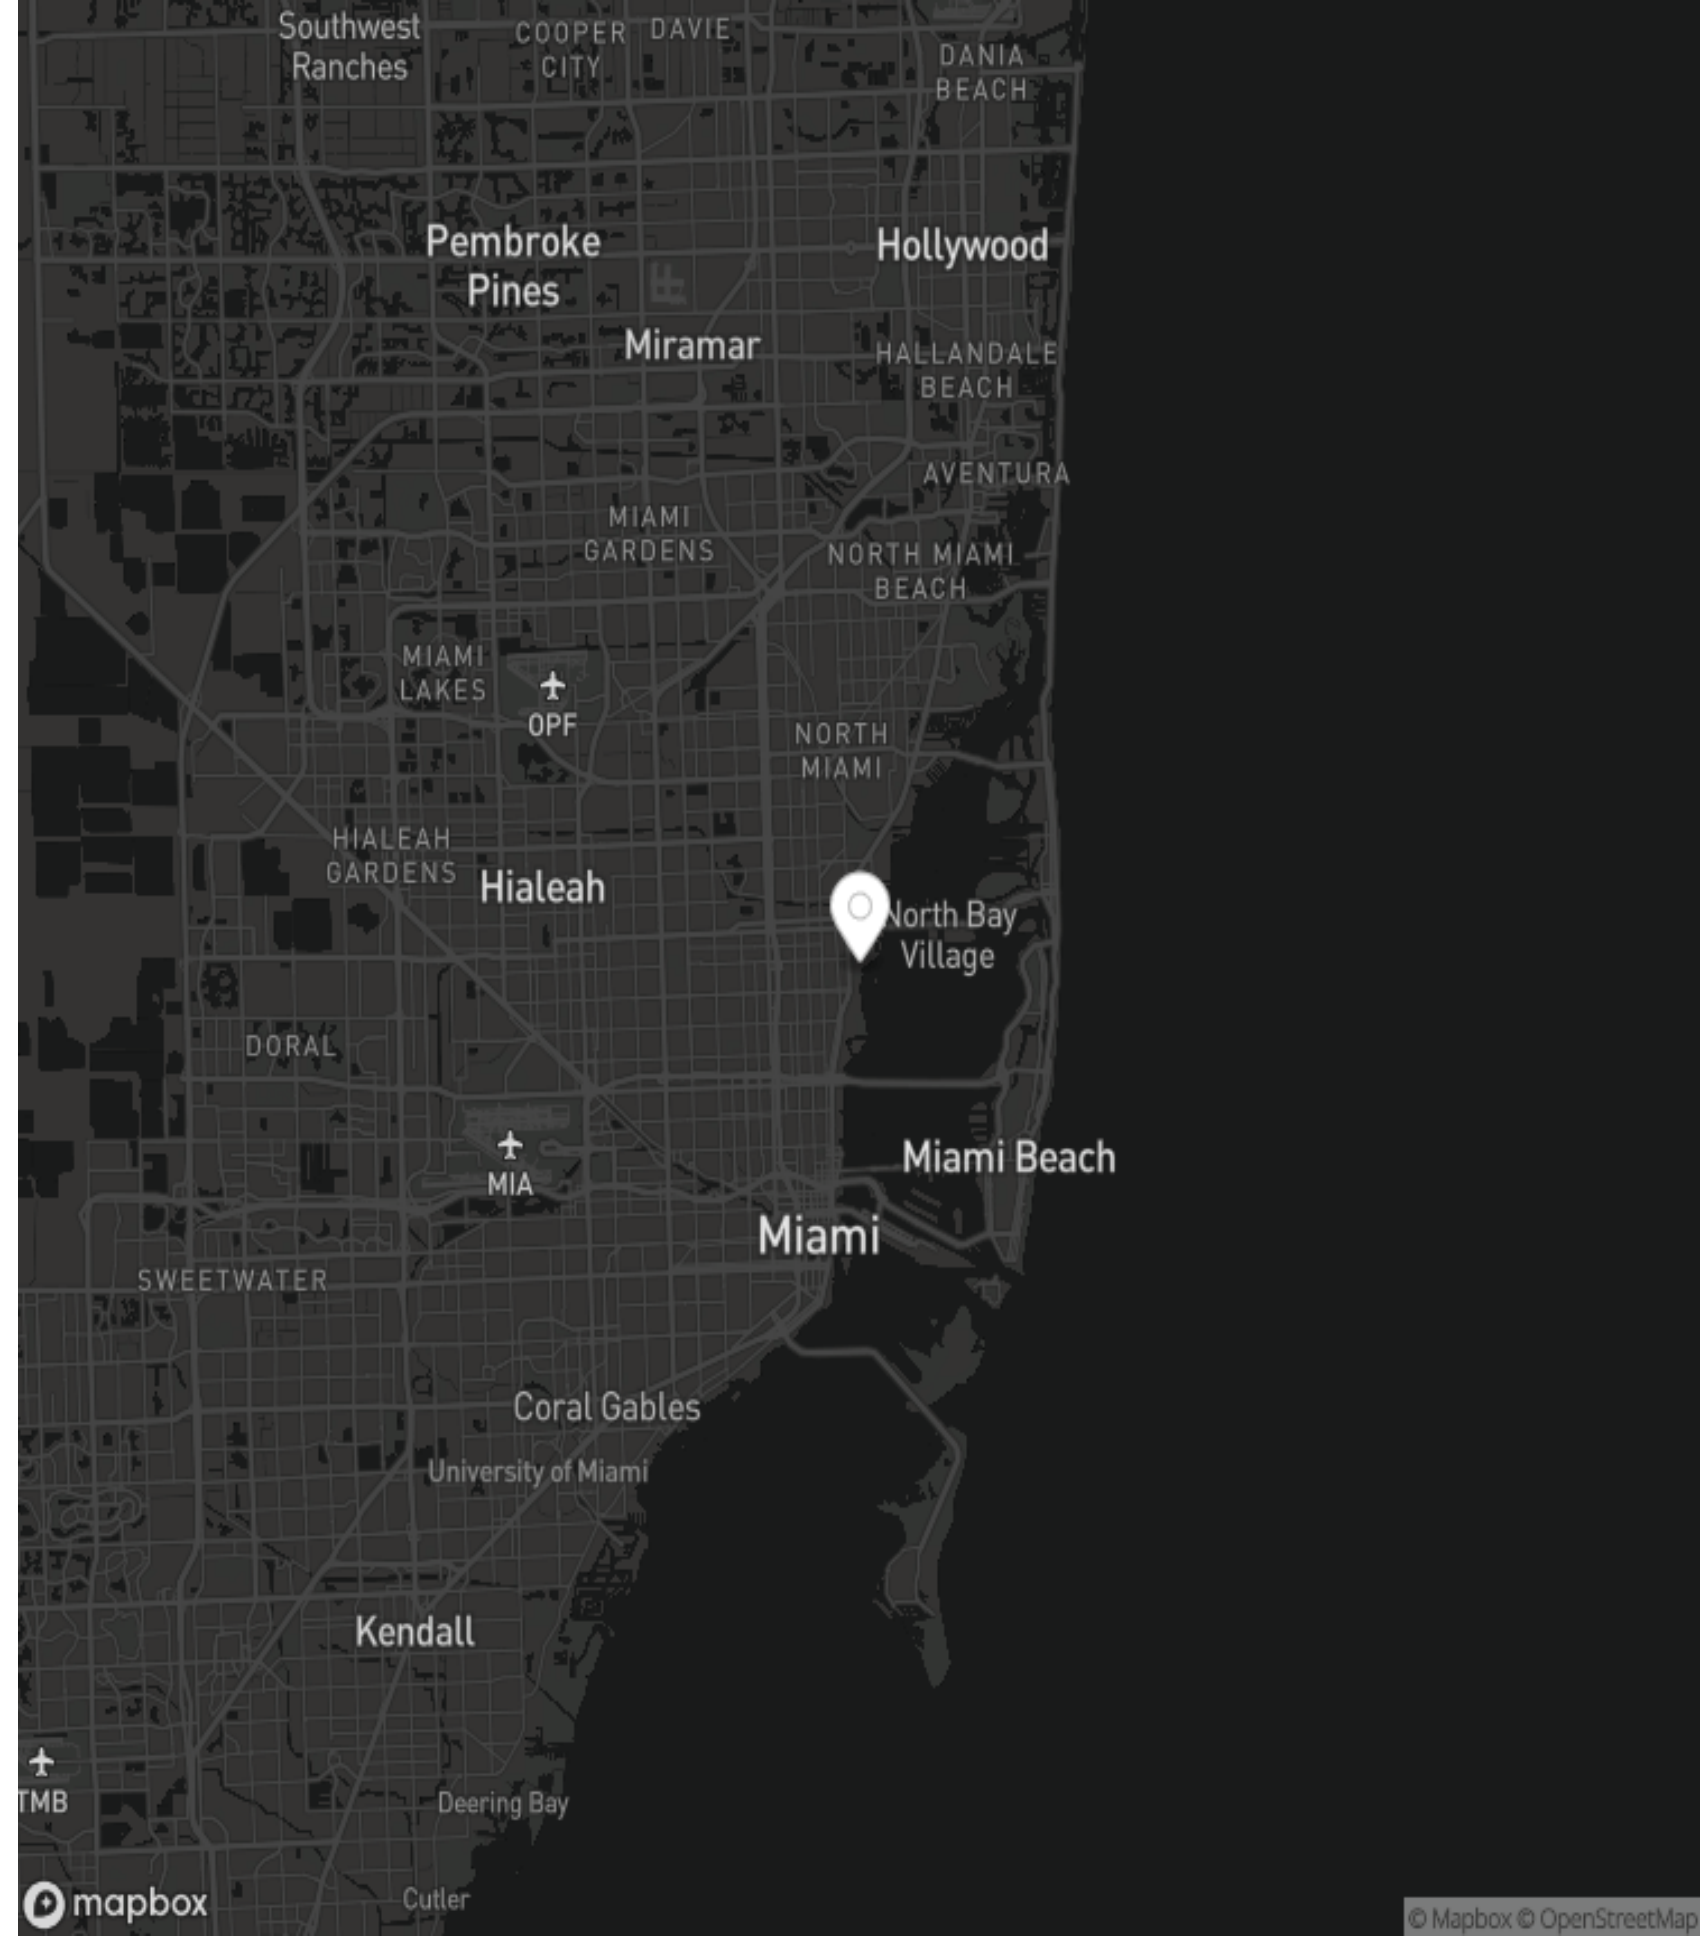 Southwest
Ranches
COOPER
CITY
DAVIE
DANIA
BEACH
Pembroke
Pines
Hollywood
Miramar
HALLANDALE
BEACH
AVENTURA
MIAMI
GARDENS
NORTH MIAMI
BEACH
MIAMI
LAKES
OPF
NORTH
MIAMI
HIALEAH
GARDENS
Hialeah
North Bay
Village
DORAL
MIA
Miami Beach
Miami
SWEETWATER
Coral Gables
University of Miami
Kendall
TMB
Deering Bay
Cutler
mapbox
© Mapbox © OpenStreetMap